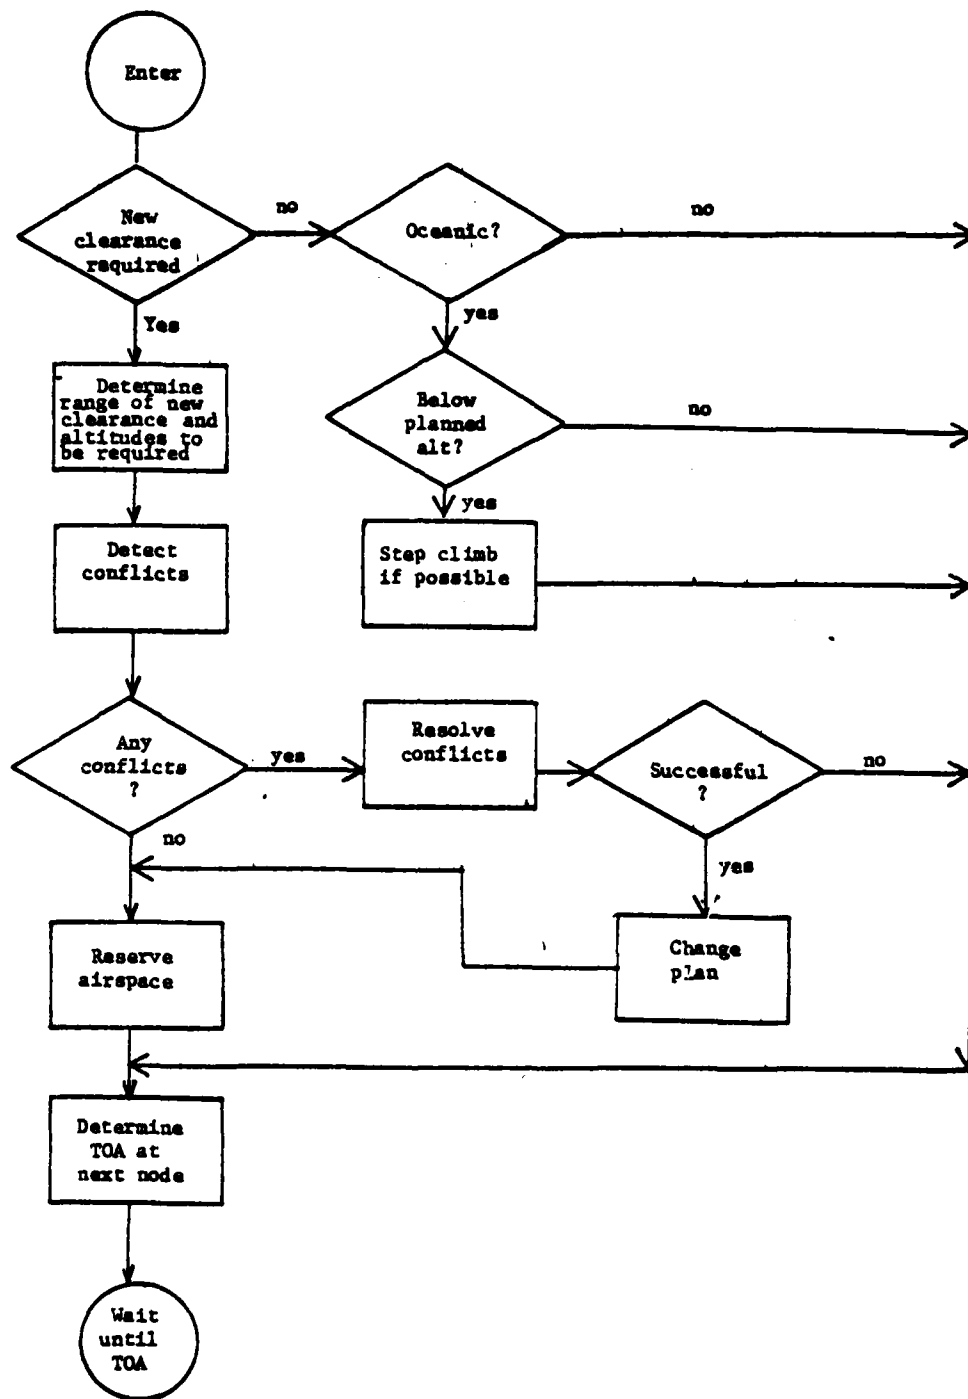 Enter
New
clearance
required
no
Oceanic?
no
Yes
yes
Determine
range of new
clearance and
altitudes to
be required
Below
planned
alt?
no
yes
Detect
conflicts
Step climb
if possible
Any
conflicts
?
yes
Resolve
conflicts
Successful
?
no
no
yes
Reserve
airspace
Change
plan
Determine
TOA at
next node
Wait
until
TOA